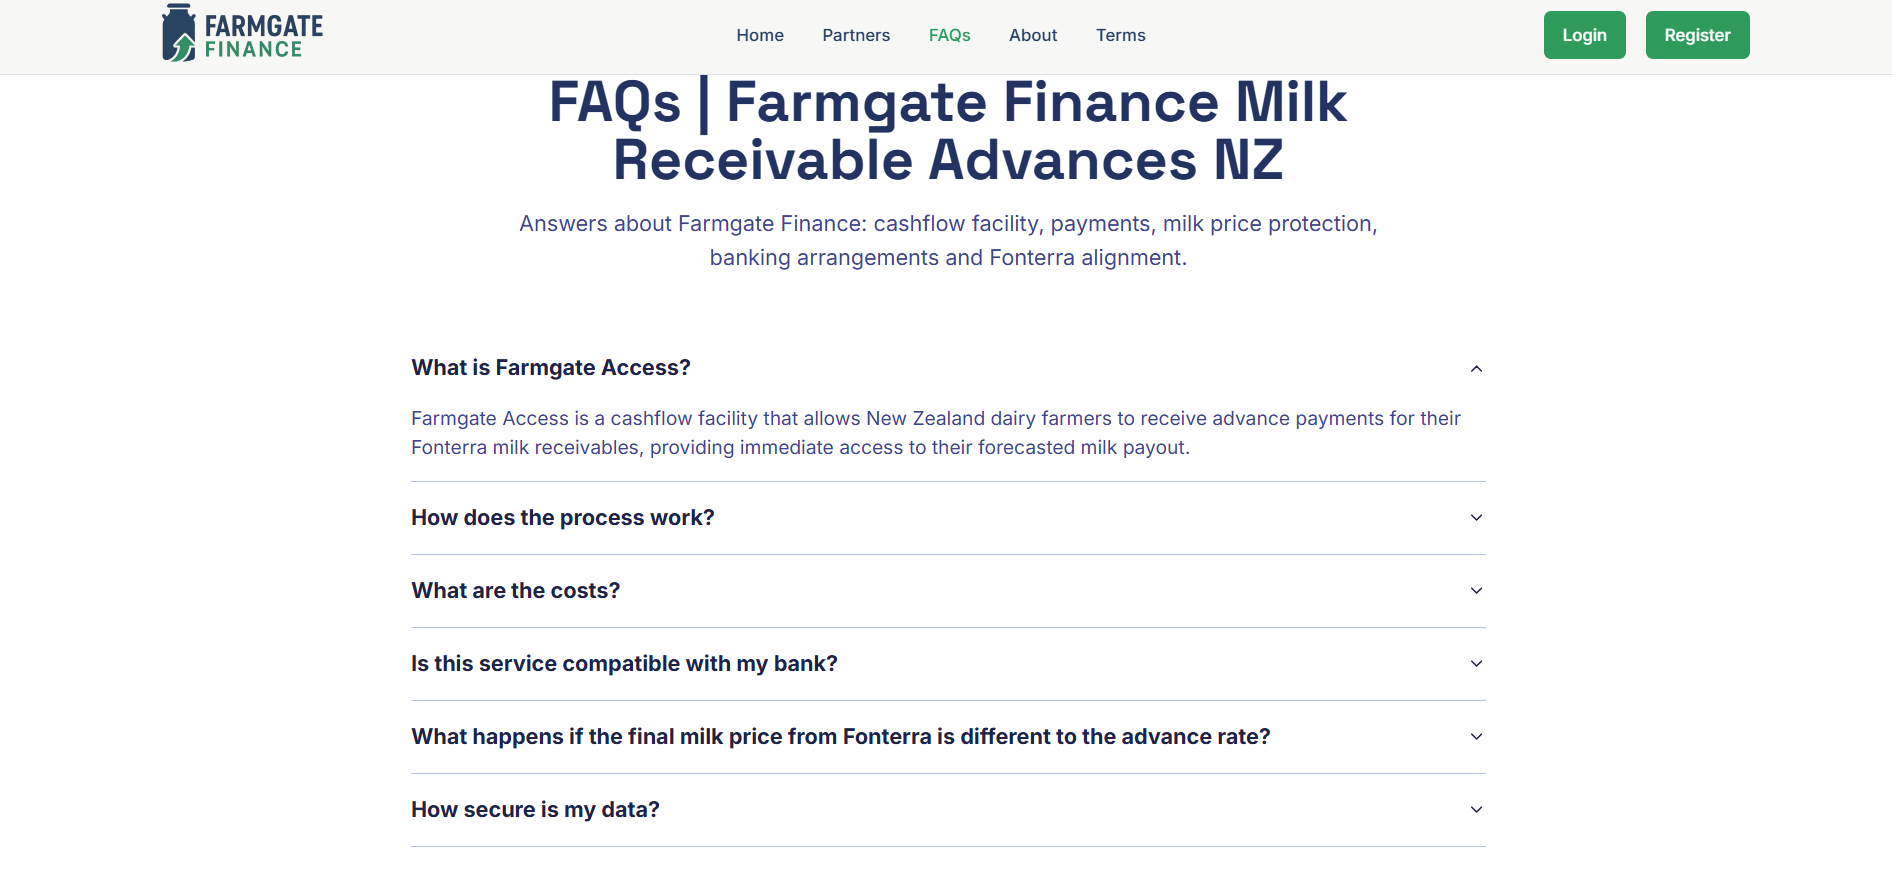 FARMGATE
FINANCE
Home
Partners
FAQs
About
Terms
Login
Register
FAQs | Farmgate Finance Milk
Receivable Advances NZ
Answers about Farmgate Finance: cashflow facility, payments, milk price protection,
banking arrangements and Fonterra alignment.
What is Farmgate Access?
Farmgate Access is a cashflow facility that allows New Zealand dairy farmers to receive advance payments for their
Fonterra milk receivables, providing immediate access to their forecasted milk payout.
How does the process work?
What are the costs?
Is this service compatible with my bank?
What happens if the final milk price from Fonterra is different to the advance rate?
How secure is my data?